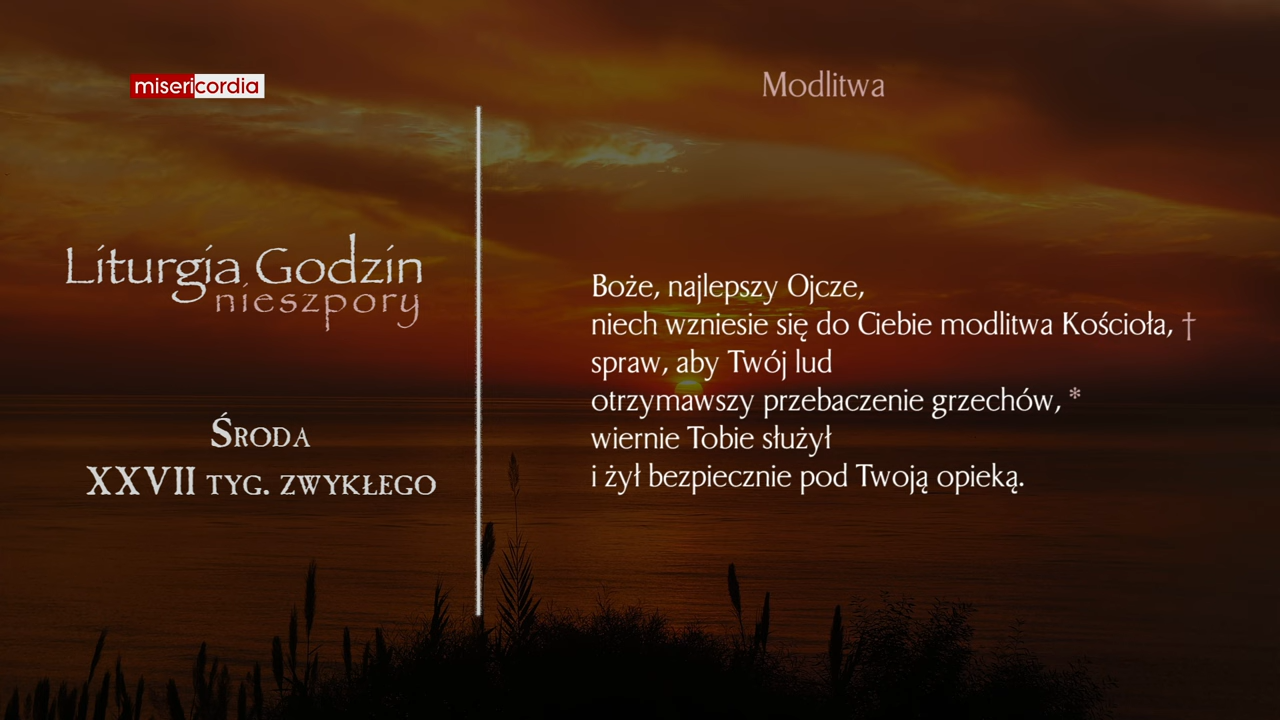 misericordia
Liturgia Godzin
nieszpory
Środa
XXVII tyg. zwykłego
Modlitwa
Boże, najlepszy Ojcze,
niech wzniesie się do Ciebie modlitwa Kościoła, †
spraw, aby Twój lud
otrzymawszy przebaczenie grzechów, *
wiernie Tobie służył
i żył bezpiecznie pod Twoją opieką.